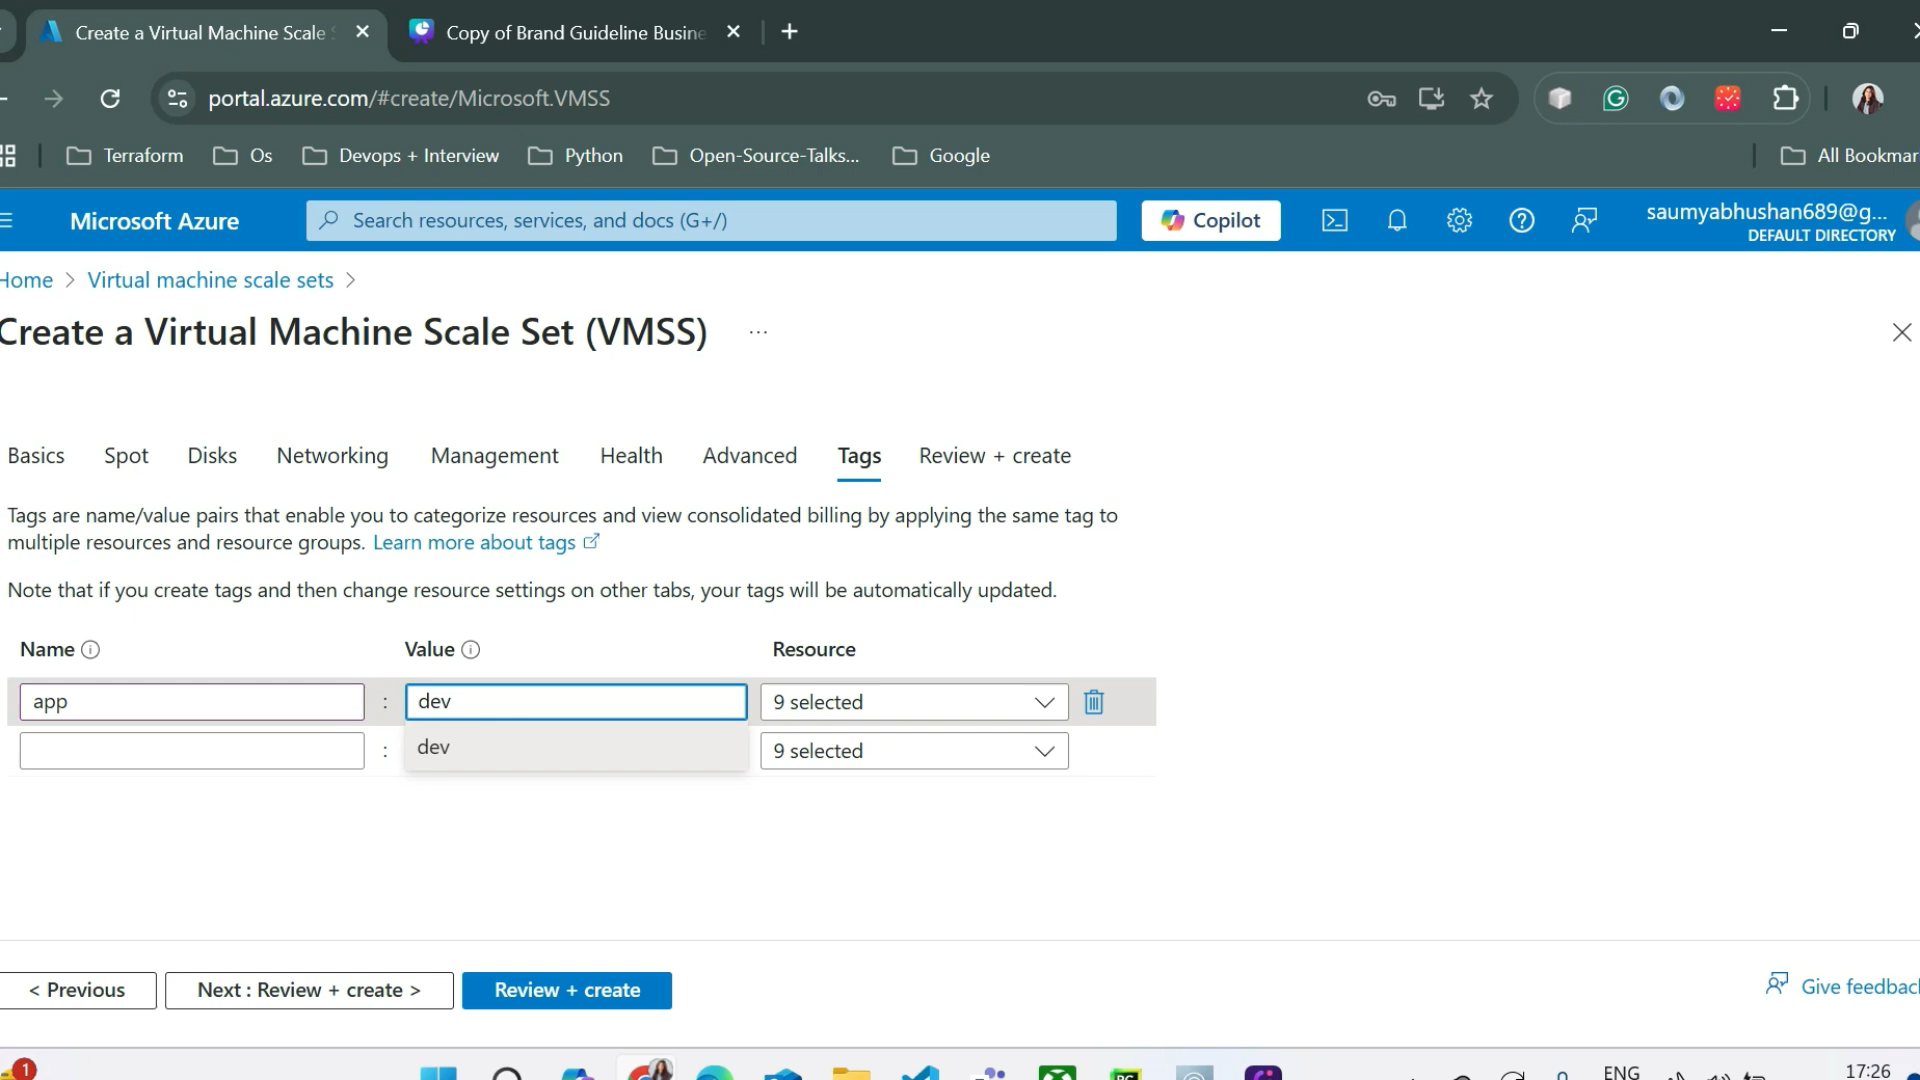 Create a Virtual Machine Scale S
Copy of Brand Guideline Busine
portal.azure.com/#create/Microsoft.VMSS
Terraform
Os
Devops + Interview
Python
Open-Source-Talks...
Google
All Bookmar
Microsoft Azure
Search resources, services, and docs (G+/)
Copilot
saumyabhushan689@g...
DEFAULT DIRECTORY
Home > Virtual machine scale sets >
Create a Virtual Machine Scale Set (VMSS) ...
Basics Spot Disks Networking Management Health Advanced Tags Review + create
Tags are name/value pairs that enable you to categorize resources and view consolidated billing by applying the same tag to
multiple resources and resource groups. Learn more about tags
Note that if you create tags and then change resource settings on other tabs, your tags will be automatically updated.
Name Value Resource
app : dev 9 selected
: dev 9 selected
< Previous
Next : Review + create >
Review + create
Give feedback
1
ENG
17:26